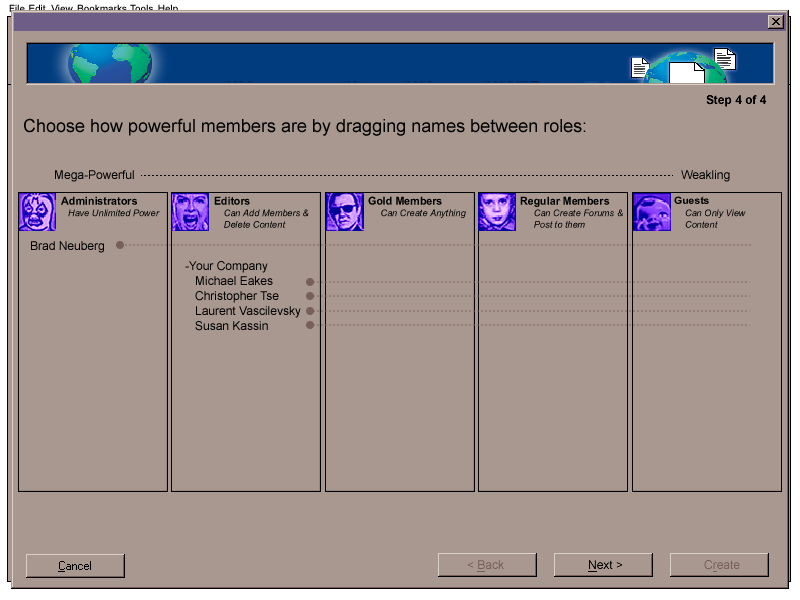 File Edit View Bookmarks Tools Help
Step 4 of 4
Choose how powerful members are by dragging names between roles:
Mega-Powerful
Weakling
Administrators
Have Unlimited Power
Editors
Can Add Members &
Delete Content
Gold Members
Can Create Anything
Regular Members
Can Create Forums &
Post to them
Guests
Can Only View
Content
Brad Neuberg
-Your Company
Michael Eakes
Christopher Tse
Laurent Vascilevsky
Susan Kassin
Cancel
< Back
Next >
Create